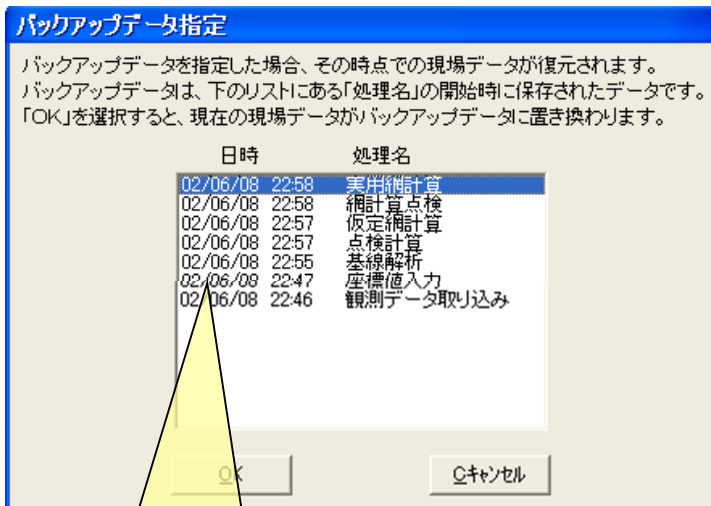 バックアップデータ指定
バックアップデータを指定した場合、その時点での現場データが復元されます。
バックアップデータは、下のリストにある「処理名」の開始時に保存されたデータです。
「OK」を選択すると、現在の現場データがバックアップデータに置き換わります。
日時 処理名
02/06/08 22:58 実用網計算
02/06/08 22:58 網計算点検
02/06/08 22:57 仮定網計算
02/06/08 22:57 点検計算
02/06/08 22:55 基線解析
02/06/08 22:47 座標値入力
02/06/08 22:46 観測データ取り込み
OK Cキャンセル